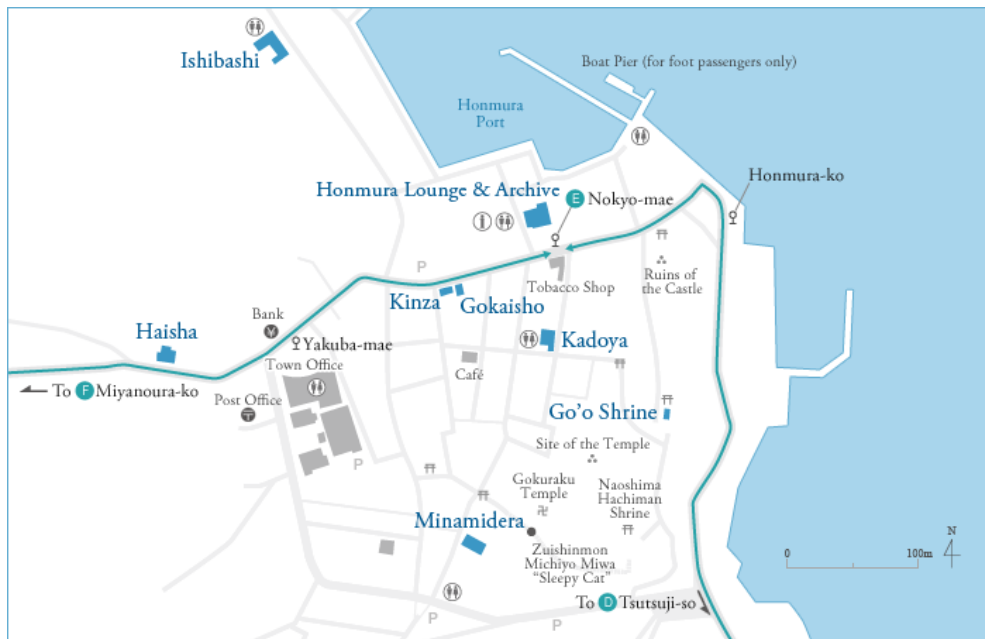 Ishibashi
Boat Pier (for foot passengers only)
Honmura
Port
Honmura-ko
Honmura Lounge & Archive
E Nokyo-mae
i
P
Tobacco Shop
Ruins of
the Castle
Kinza
Gokaisho
Bank
¥
Haisha
Yakuba-mae
Kadoya
Town Office
Café
To F Miyanoura-ko
Post Office
〒
Go'o Shrine
Site of the Temple
P
Gokuraku
Temple
卍
Naoshima
Hachiman
Shrine
Minamidera
Zuishinmon
Michiyo Miwa
"Sleepy Cat"
N
0 100m
To D Tsutsuji-so
P
P